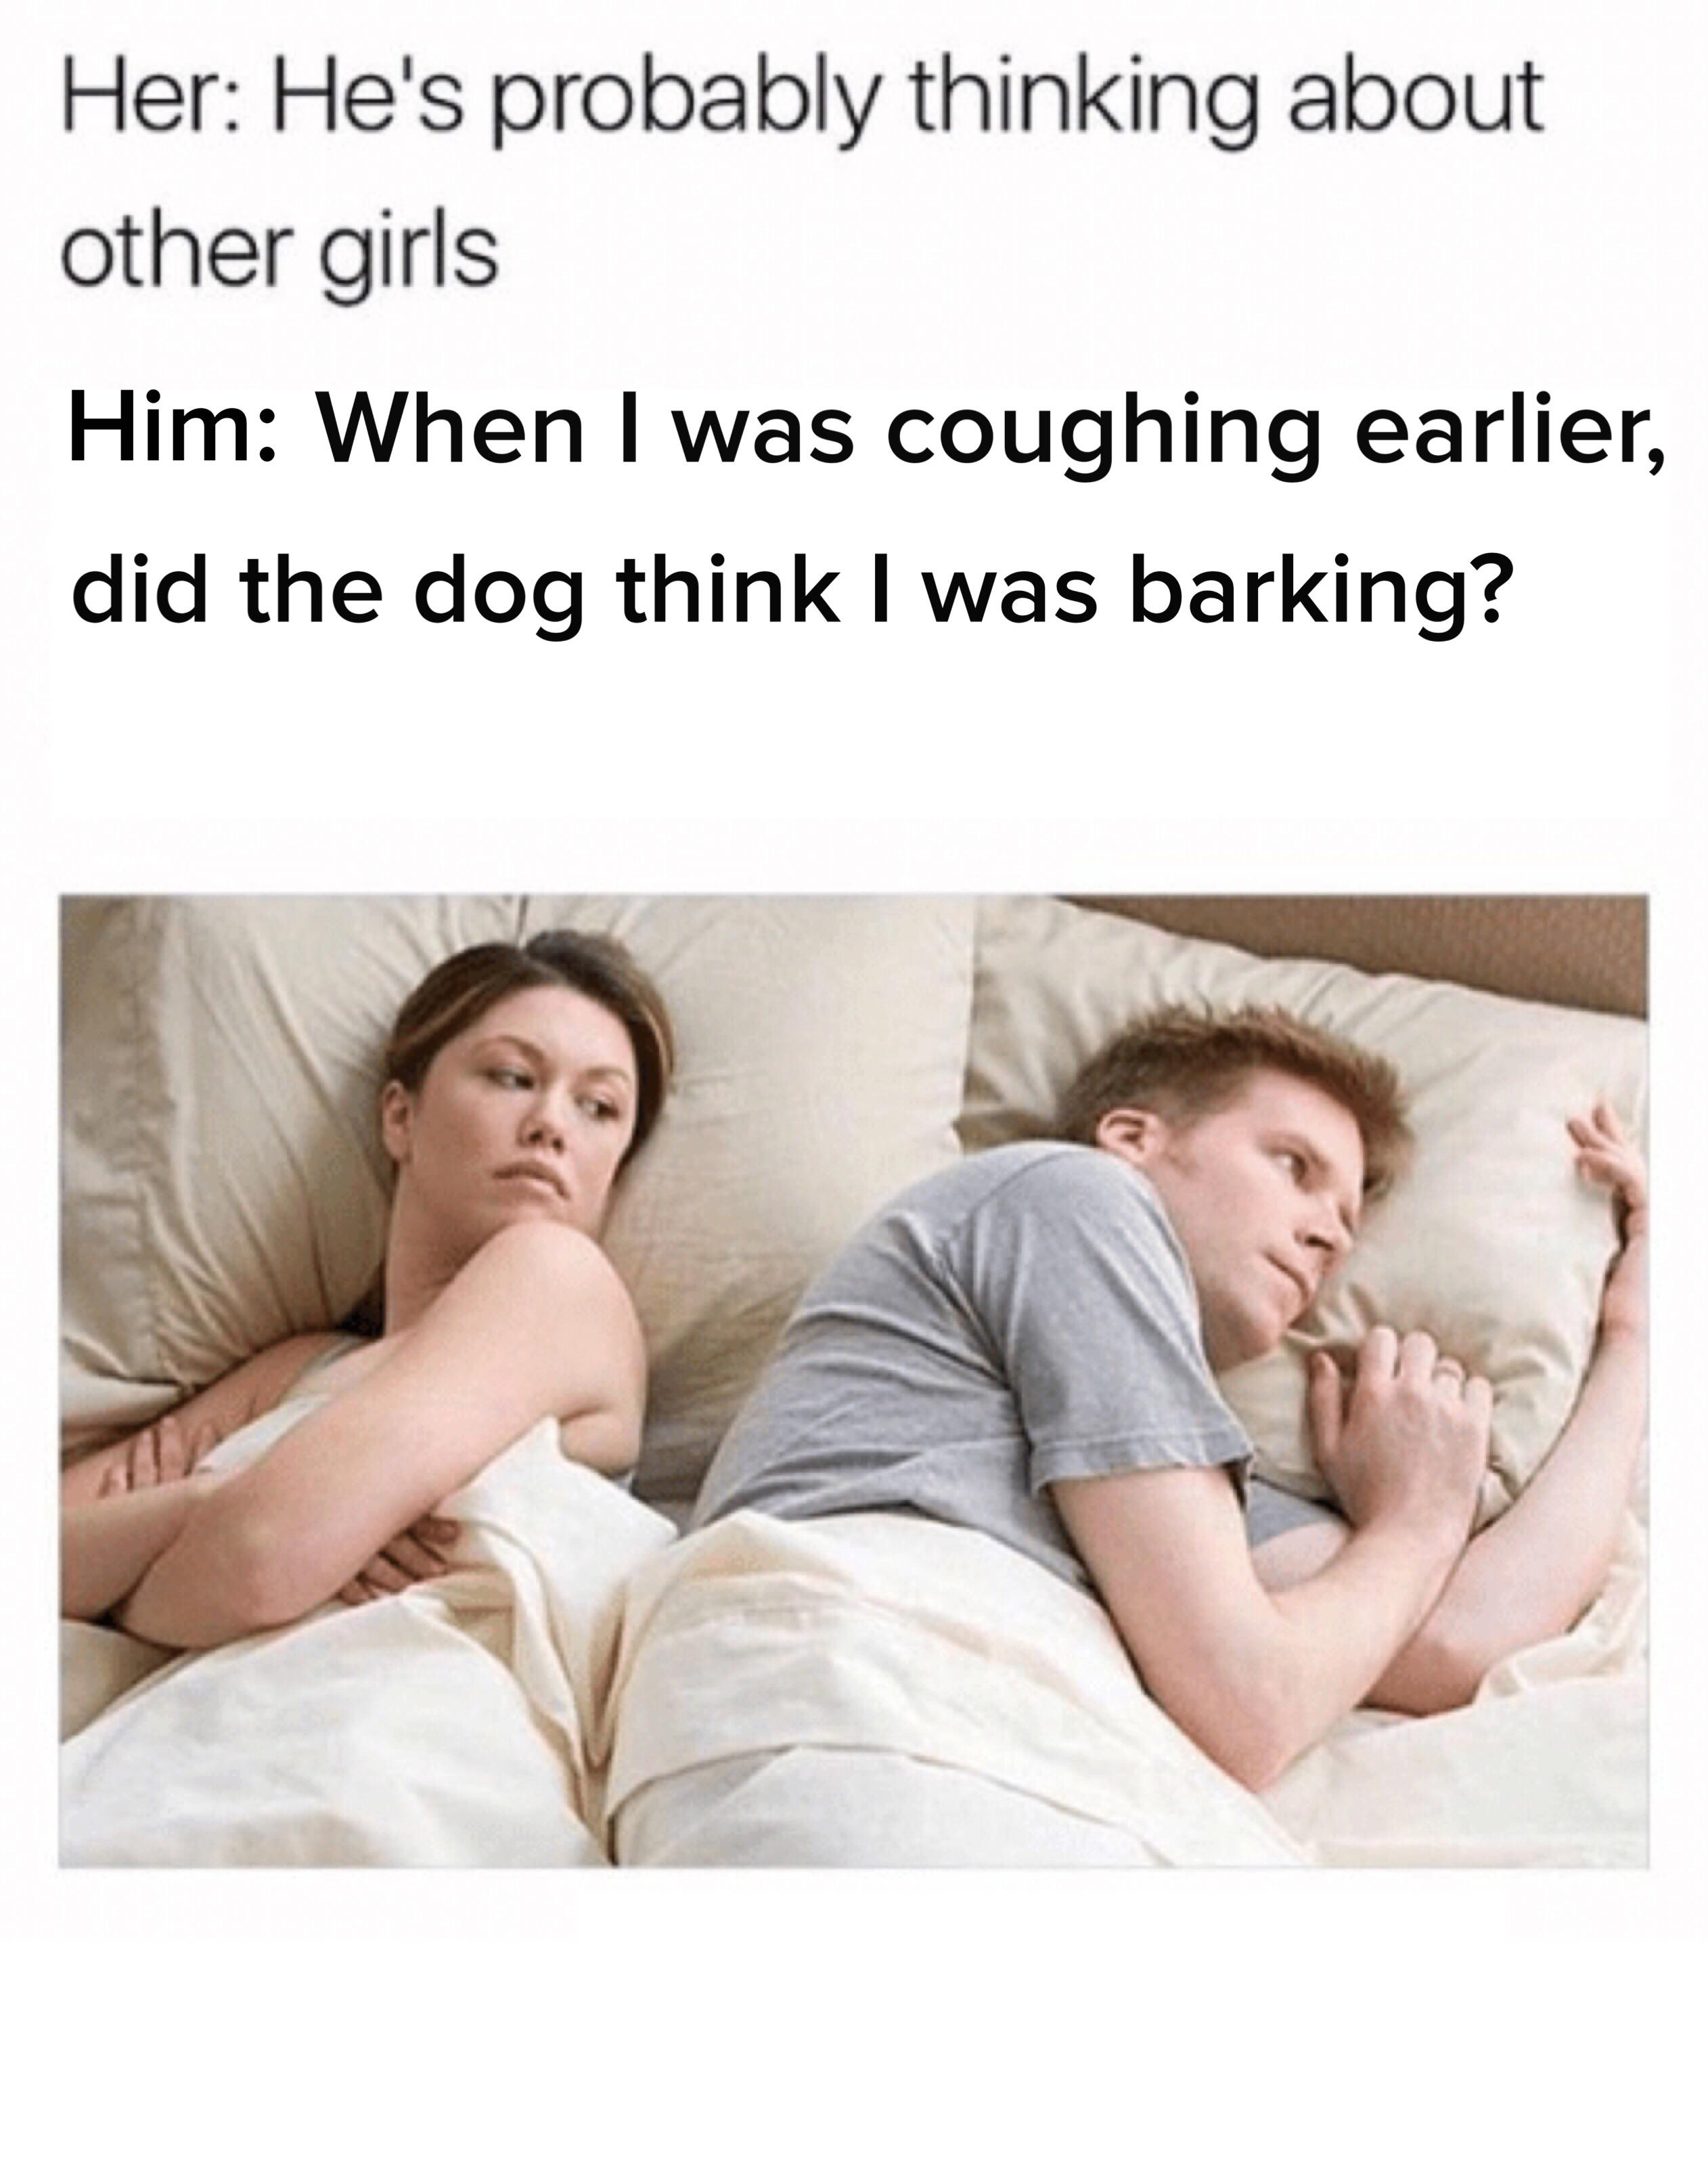 Her: He's probably thinking about
other girls
Him: When I was coughing earlier,
did the dog think I was barking?